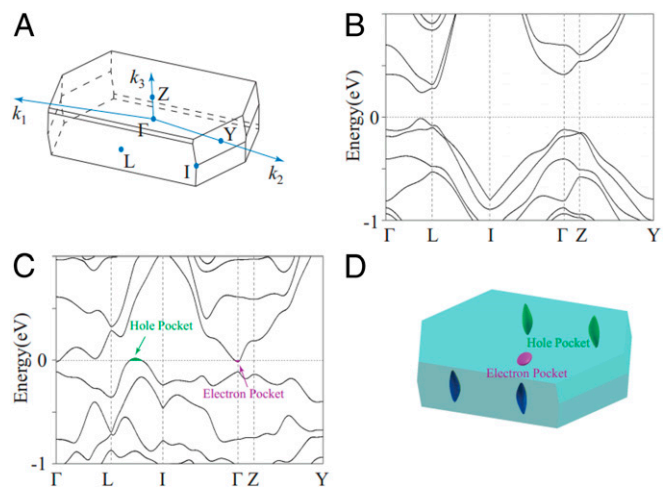 A
k3
Z
k1
Γ
Y
L
I
k2
B
Energy(eV)
0
-1
Γ L I Γ Z Y
C
Energy(eV)
0
-1
Hole Pocket
Electron Pocket
Γ L I Γ Z Y
D
Hole Pocket
Electron Pocket